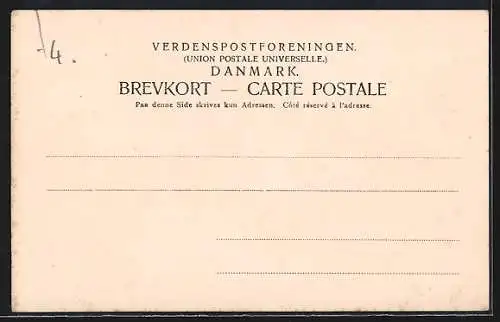 4.
VERDENSPOSTFORENINGEN.
(UNION POSTALE UNIVERSELLE.)
DANMARK.
BREVKORT — CARTE POSTALE
Paa denne Side skrives kun Adressen. Côté réservé à l'adresse.